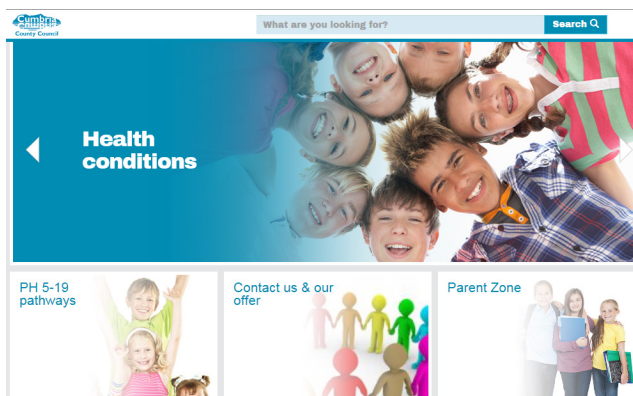 Cumbria
County Council
What are you looking for?
Search
Health
conditions
PH 5-19
pathways
Contact us & our
offer
Parent Zone